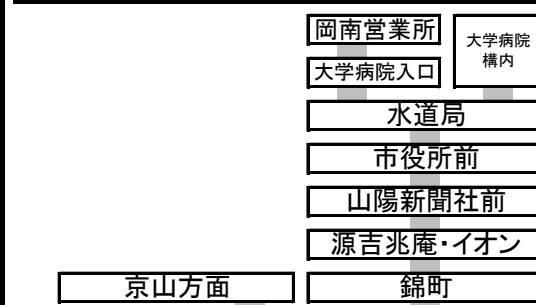 岡南営業所
大学病院
構内
大学病院入口
水道局
市役所前
山陽新聞社前
源吉兆庵・イオン
京山方面
錦町